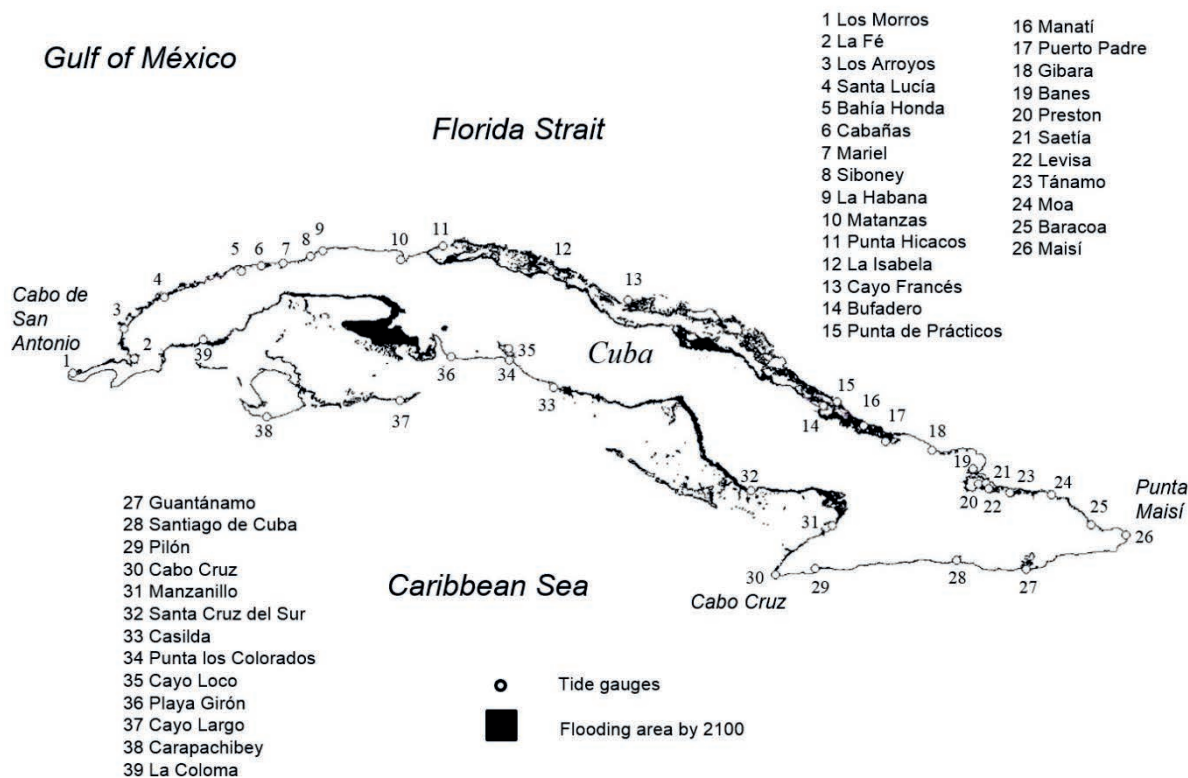 Gulf of México
Florida Strait
1 Los Morros
2 La Fé
3 Los Arroyos
4 Santa Lucía
5 Bahía Honda
6 Cabañas
7 Mariel
8 Siboney
9 La Habana
10 Matanzas
11 Punta Hicacos
12 La Isabela
13 Cayo Francés
14 Bufadero
15 Punta de Prácticos
16 Manatí
17 Puerto Padre
18 Gibara
19 Banes
20 Preston
21 Saetía
22 Levisa
23 Tánamo
24 Moa
25 Baracoa
26 Maisí
5 6 7 8 9 10 11 12
4 13
Cabo de
San
Antonio
3
1 2 39
36 35
34
Cuba
33
38 37
15
14 16 17 18
32
19 21 23 24
20 22 25
Punta
Maisí
31 26
30 29 28 27
Cabo Cruz
Caribbean Sea
27 Guantánamo
28 Santiago de Cuba
29 Pilón
30 Cabo Cruz
31 Manzanillo
32 Santa Cruz del Sur
33 Casilda
34 Punta los Colorados
35 Cayo Loco
36 Playa Girón
37 Cayo Largo
38 Carapachibey
39 La Coloma
Tide gauges
Flooding area by 2100